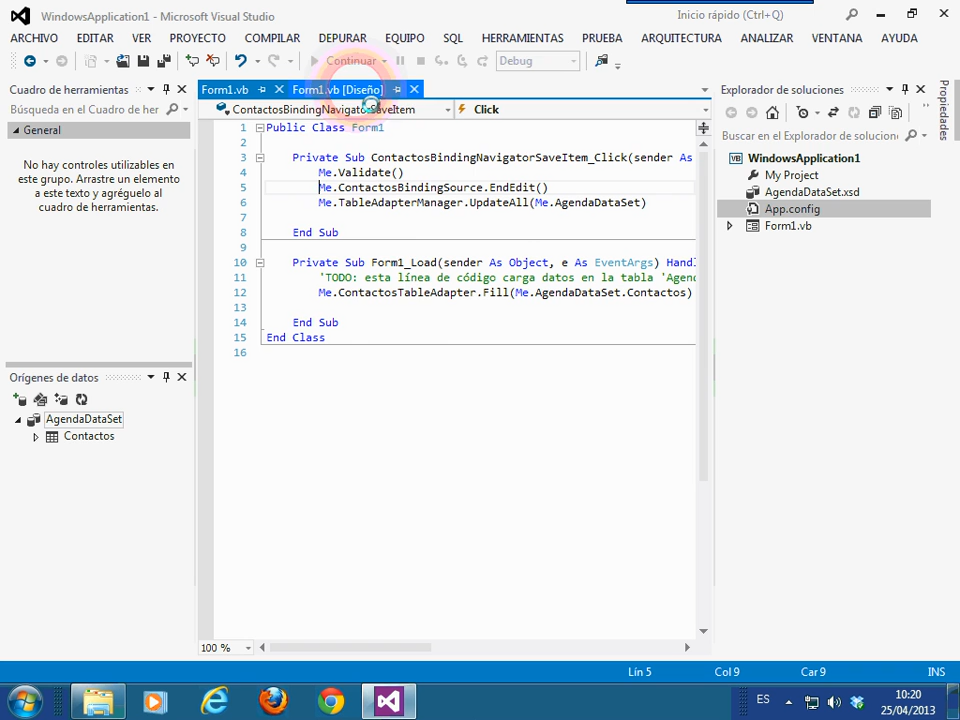 WindowsApplication1 - Microsoft Visual Studio
Inicio rápido (Ctrl+Q)
ARCHIVO EDITAR VER PROYECTO COMPILAR DEPURAR EQUIPO SQL HERRAMIENTAS PRUEBA ARQUITECTURA ANALIZAR VENTANA AYUDA
Continuar
Debug
Cuadro de herramientas
Búsqueda en el Cuadro de her
General
No hay controles utilizables en
este grupo. Arrastre un elemento
a este texto y agréguelo al
cuadro de herramientas.
Orígenes de datos
AgendaDataSet
Contactos
Form1.vb
Form1.vb [Diseño]
ContactosBindingNavigatorSaveItem
Click
1 Public Class Form1
2
3 Private Sub ContactosBindingNavigatorSaveItem_Click(sender As
4 Me.Validate()
5 Me.ContactosBindingSource.EndEdit()
6 Me.TableAdapterManager.UpdateAll(Me.AgendaDataSet)
7
8 End Sub
9
10 Private Sub Form1_Load(sender As Object, e As EventArgs) Handl
11 'TODO: esta línea de código carga datos en la tabla 'Agend
12 Me.ContactosTableAdapter.Fill(Me.AgendaDataSet.Contactos)
13
14 End Sub
15 End Class
16
100 %
Explorador de soluciones
Buscar en el Explorador de solucione
WindowsApplication1
My Project
AgendaDataSet.xsd
App.config
Form1.vb
Propiedades
Lín 5 Col 9 Car 9 INS
ES
10:20
25/04/2013